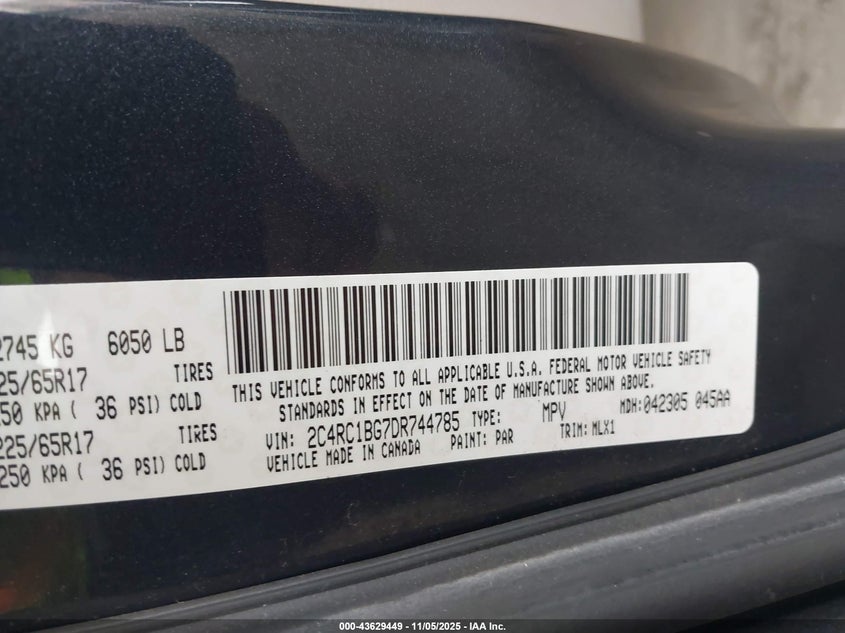 2745 KG 6050 LB
25/65R17 TIRES
250 KPA ( 36 PSI) COLD
225/65R17 TIRES
250 KPA ( 36 PSI) COLD
THIS VEHICLE CONFORMS TO ALL APPLICABLE U.S.A. FEDERAL MOTOR VEHICLE SAFETY
STANDARDS IN EFFECT ON THE DATE OF MANUFACTURE SHOWN ABOVE.
VIN: 2C4RC1BG7DR744785 TYPE: MPV MDH:042305 045AA
VEHICLE MADE IN CANADA PAINT: PAR TRIM: MLX1
000-43629449 - 11/05/2025 - IAA Inc.